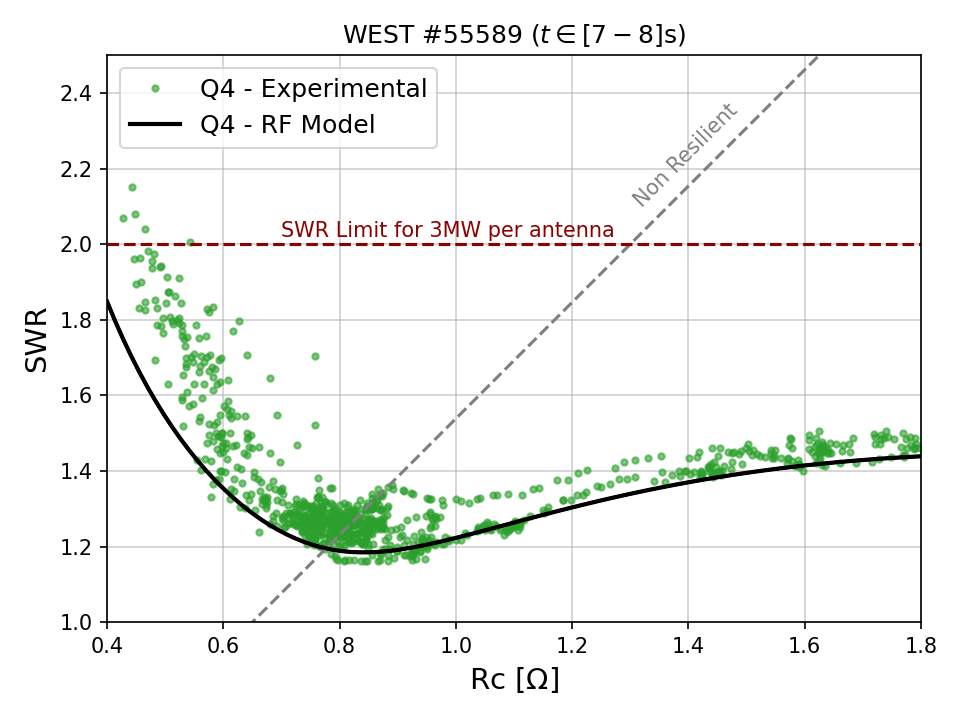 WEST #55589 (t ∈ [7 − 8]s)
Q4 - Experimental
Q4 - RF Model
Non Resilient
SWR Limit for 3MW per antenna
SWR
2.4
2.2
2.0
1.8
1.6
1.4
1.2
1.0
0.4 0.6 0.8 1.0 1.2 1.4 1.6 1.8
Rc [Ω]